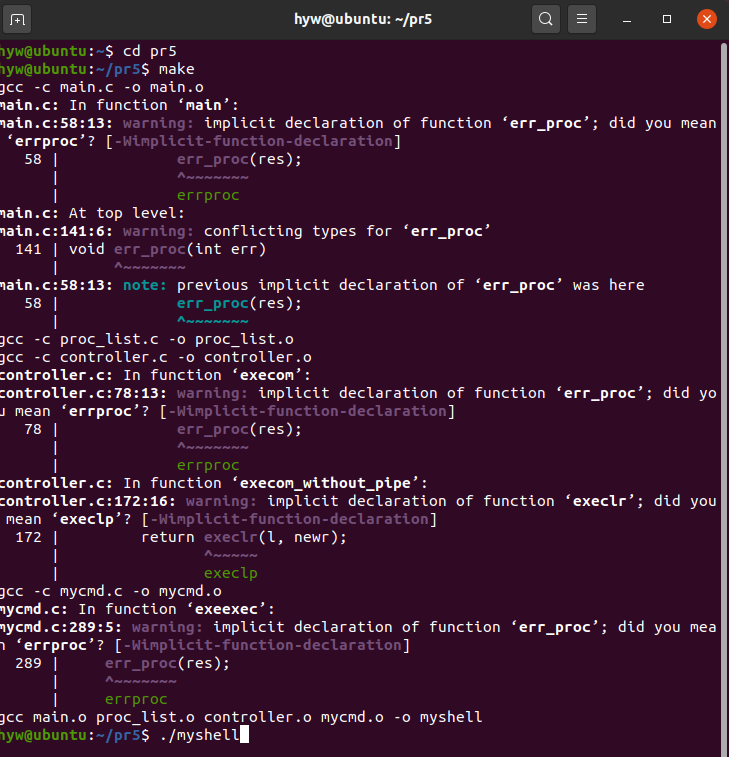 hyw@ubuntu: ~/pr5
hyw@ubuntu:~$ cd pr5
hyw@ubuntu:~/pr5$ make
gcc -c main.c -o main.o
main.c: In function ‘main’:
main.c:58:13: warning: implicit declaration of function ‘err_proc’; did you mean
 ‘errproc’? [-Wimplicit-function-declaration]
   58 |             err_proc(res);
      |             ^~~~~~~~
      |             errproc
main.c: At top level:
main.c:141:6: warning: conflicting types for ‘err_proc’
  141 | void err_proc(int err)
      |      ^~~~~~~~
main.c:58:13: note: previous implicit declaration of ‘err_proc’ was here
   58 |             err_proc(res);
      |             ^~~~~~~~
gcc -c proc_list.c -o proc_list.o
gcc -c controller.c -o controller.o
controller.c: In function ‘execom’:
controller.c:78:13: warning: implicit declaration of function ‘err_proc’; did yo
u mean ‘errproc’? [-Wimplicit-function-declaration]
   78 |             err_proc(res);
      |             ^~~~~~~~
      |             errproc
controller.c: In function ‘execom_without_pipe’:
controller.c:172:16: warning: implicit declaration of function ‘execlr’; did you
 mean ‘execlp’? [-Wimplicit-function-declaration]
  172 |         return execlr(l, newr);
      |                ^~~~~~
      |                execlp
gcc -c mycmd.c -o mycmd.o
mycmd.c: In function ‘exeexec’:
mycmd.c:289:5: warning: implicit declaration of function ‘err_proc’; did you mea
n ‘errproc’? [-Wimplicit-function-declaration]
  289 |     err_proc(res);
      |     ^~~~~~~~
      |     errproc
gcc main.o proc_list.o controller.o mycmd.o -o myshell
hyw@ubuntu:~/pr5$ ./myshell